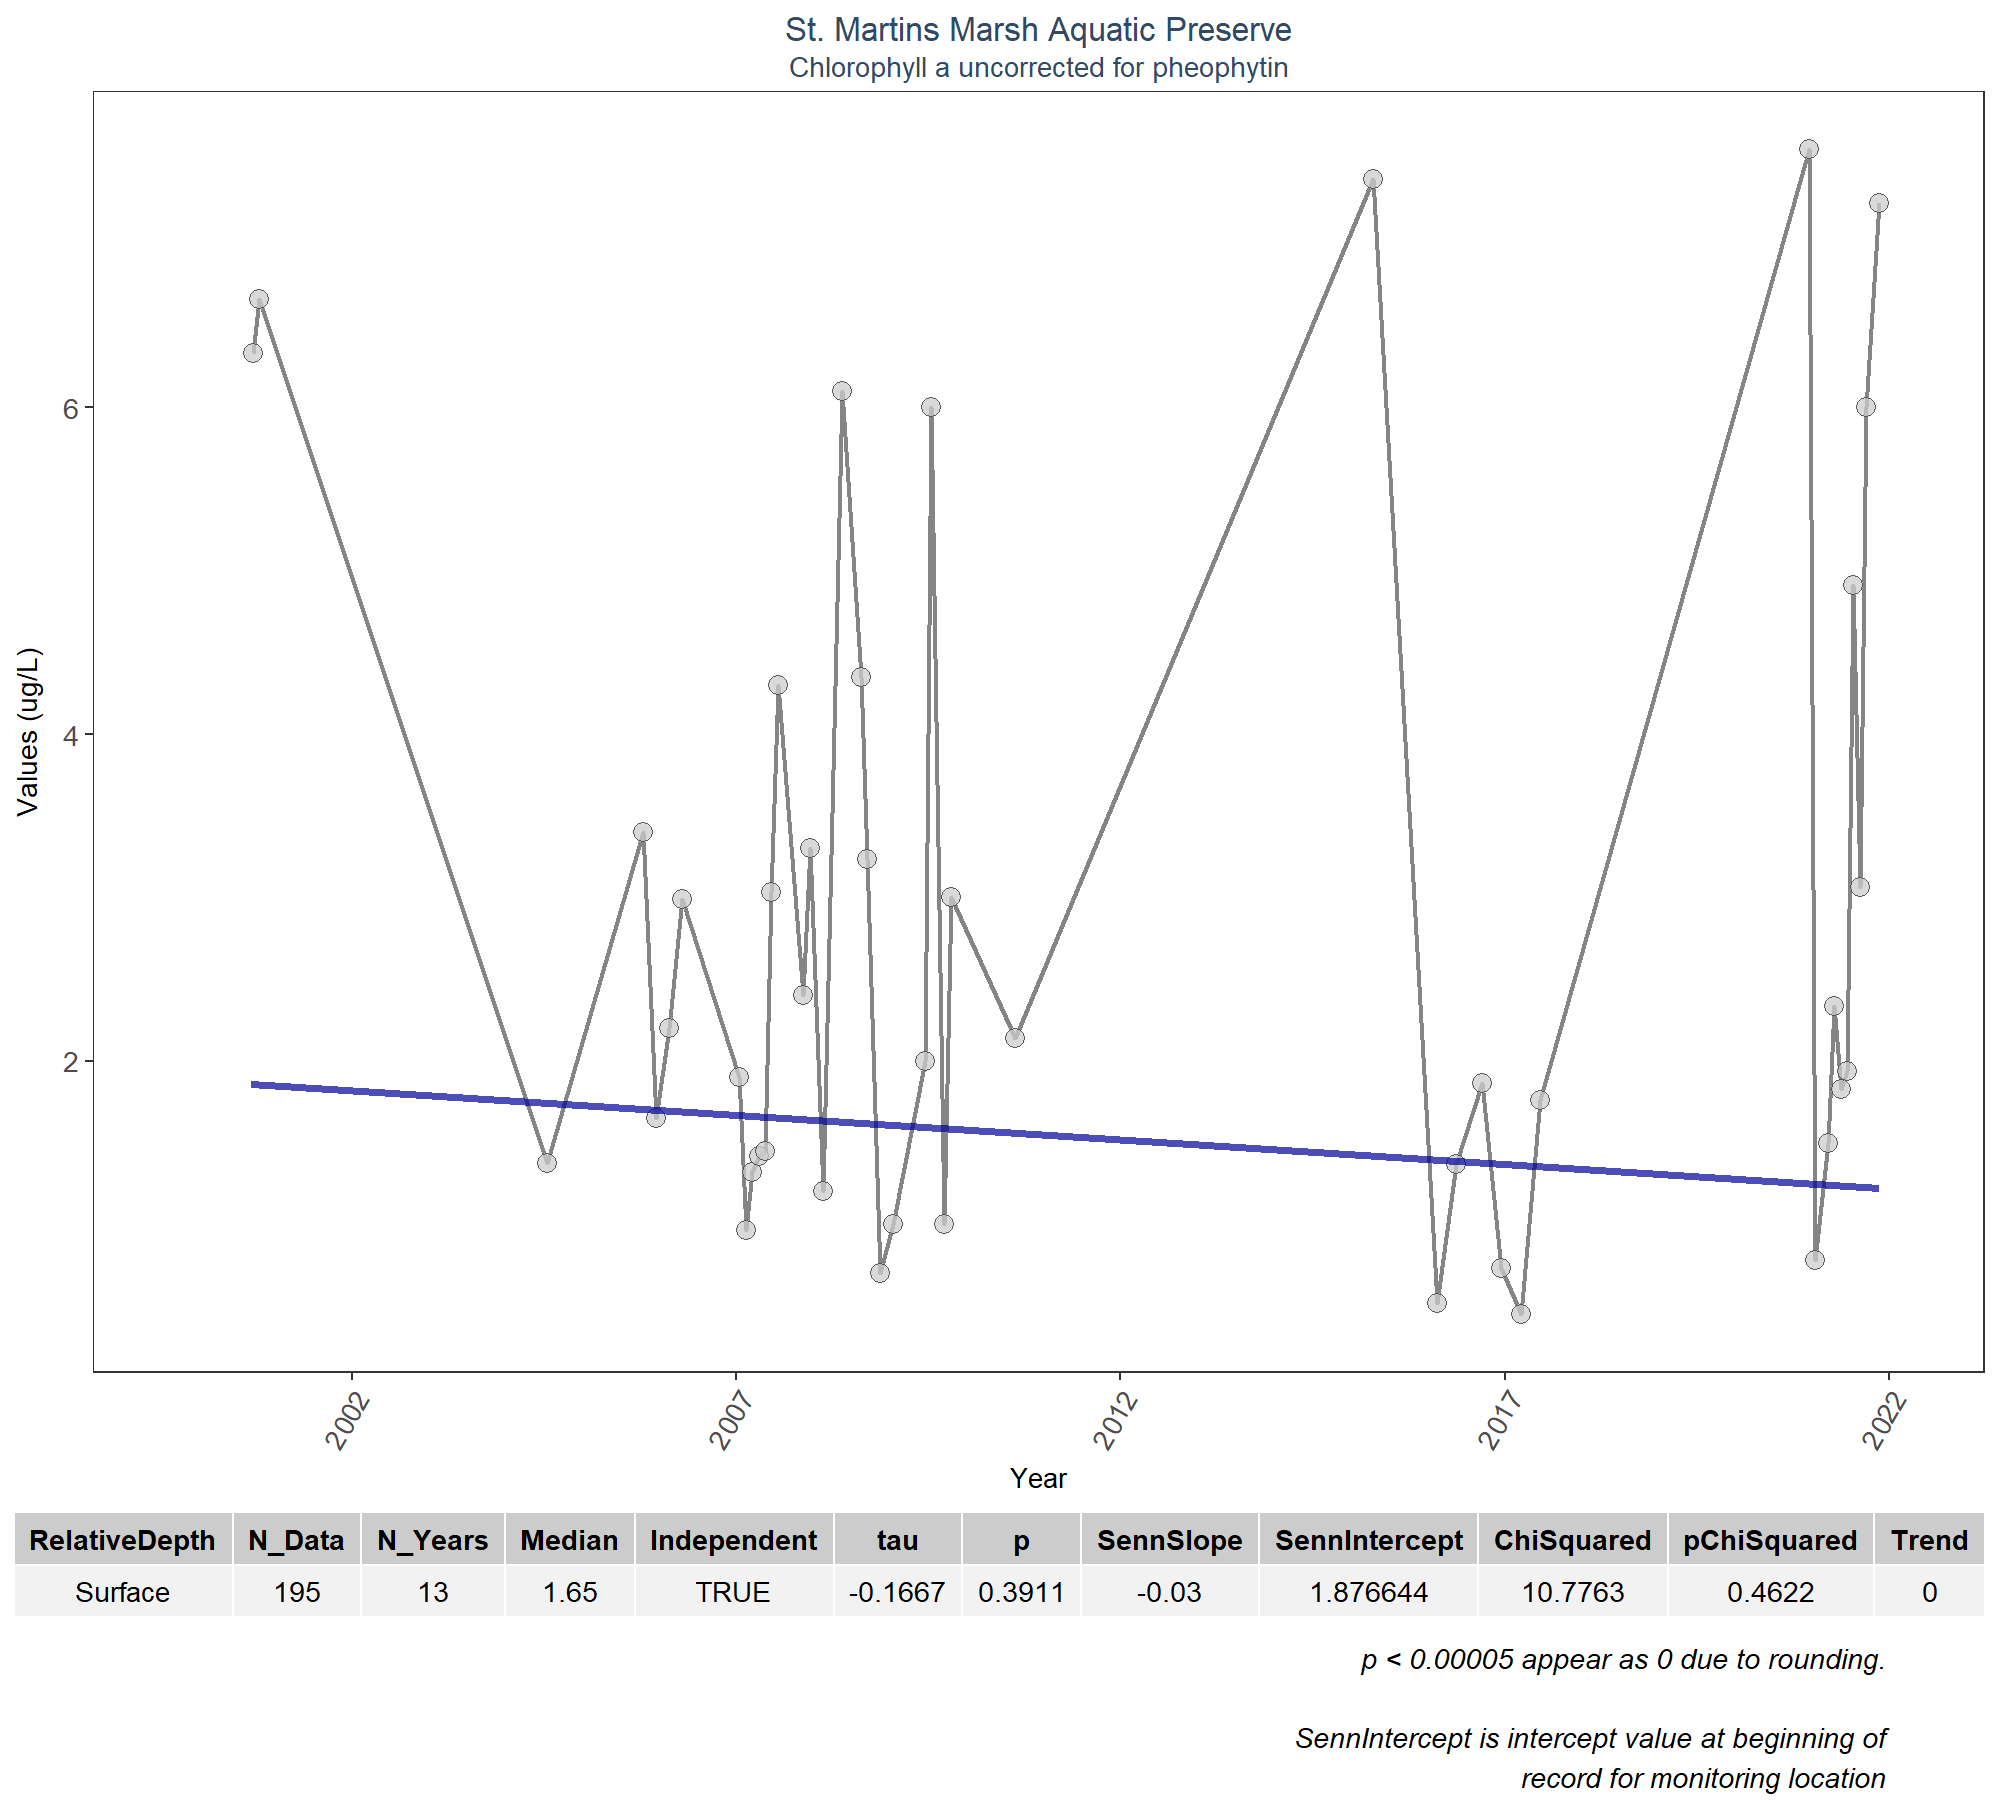 St. Martins Marsh Aquatic Preserve
Chlorophyll a uncorrected for pheophytin
Values (ug/L)
6
4
2
2002 2007 2012 2017 2022
Year
RelativeDepth N_Data N_Years Median Independent tau p SennSlope SennIntercept ChiSquared pChiSquared Trend
Surface 195 13 1.65 TRUE -0.1667 0.3911 -0.03 1.876644 10.7763 0.4622 0
p < 0.00005 appear as 0 due to rounding.
SennIntercept is intercept value at beginning of
record for monitoring location